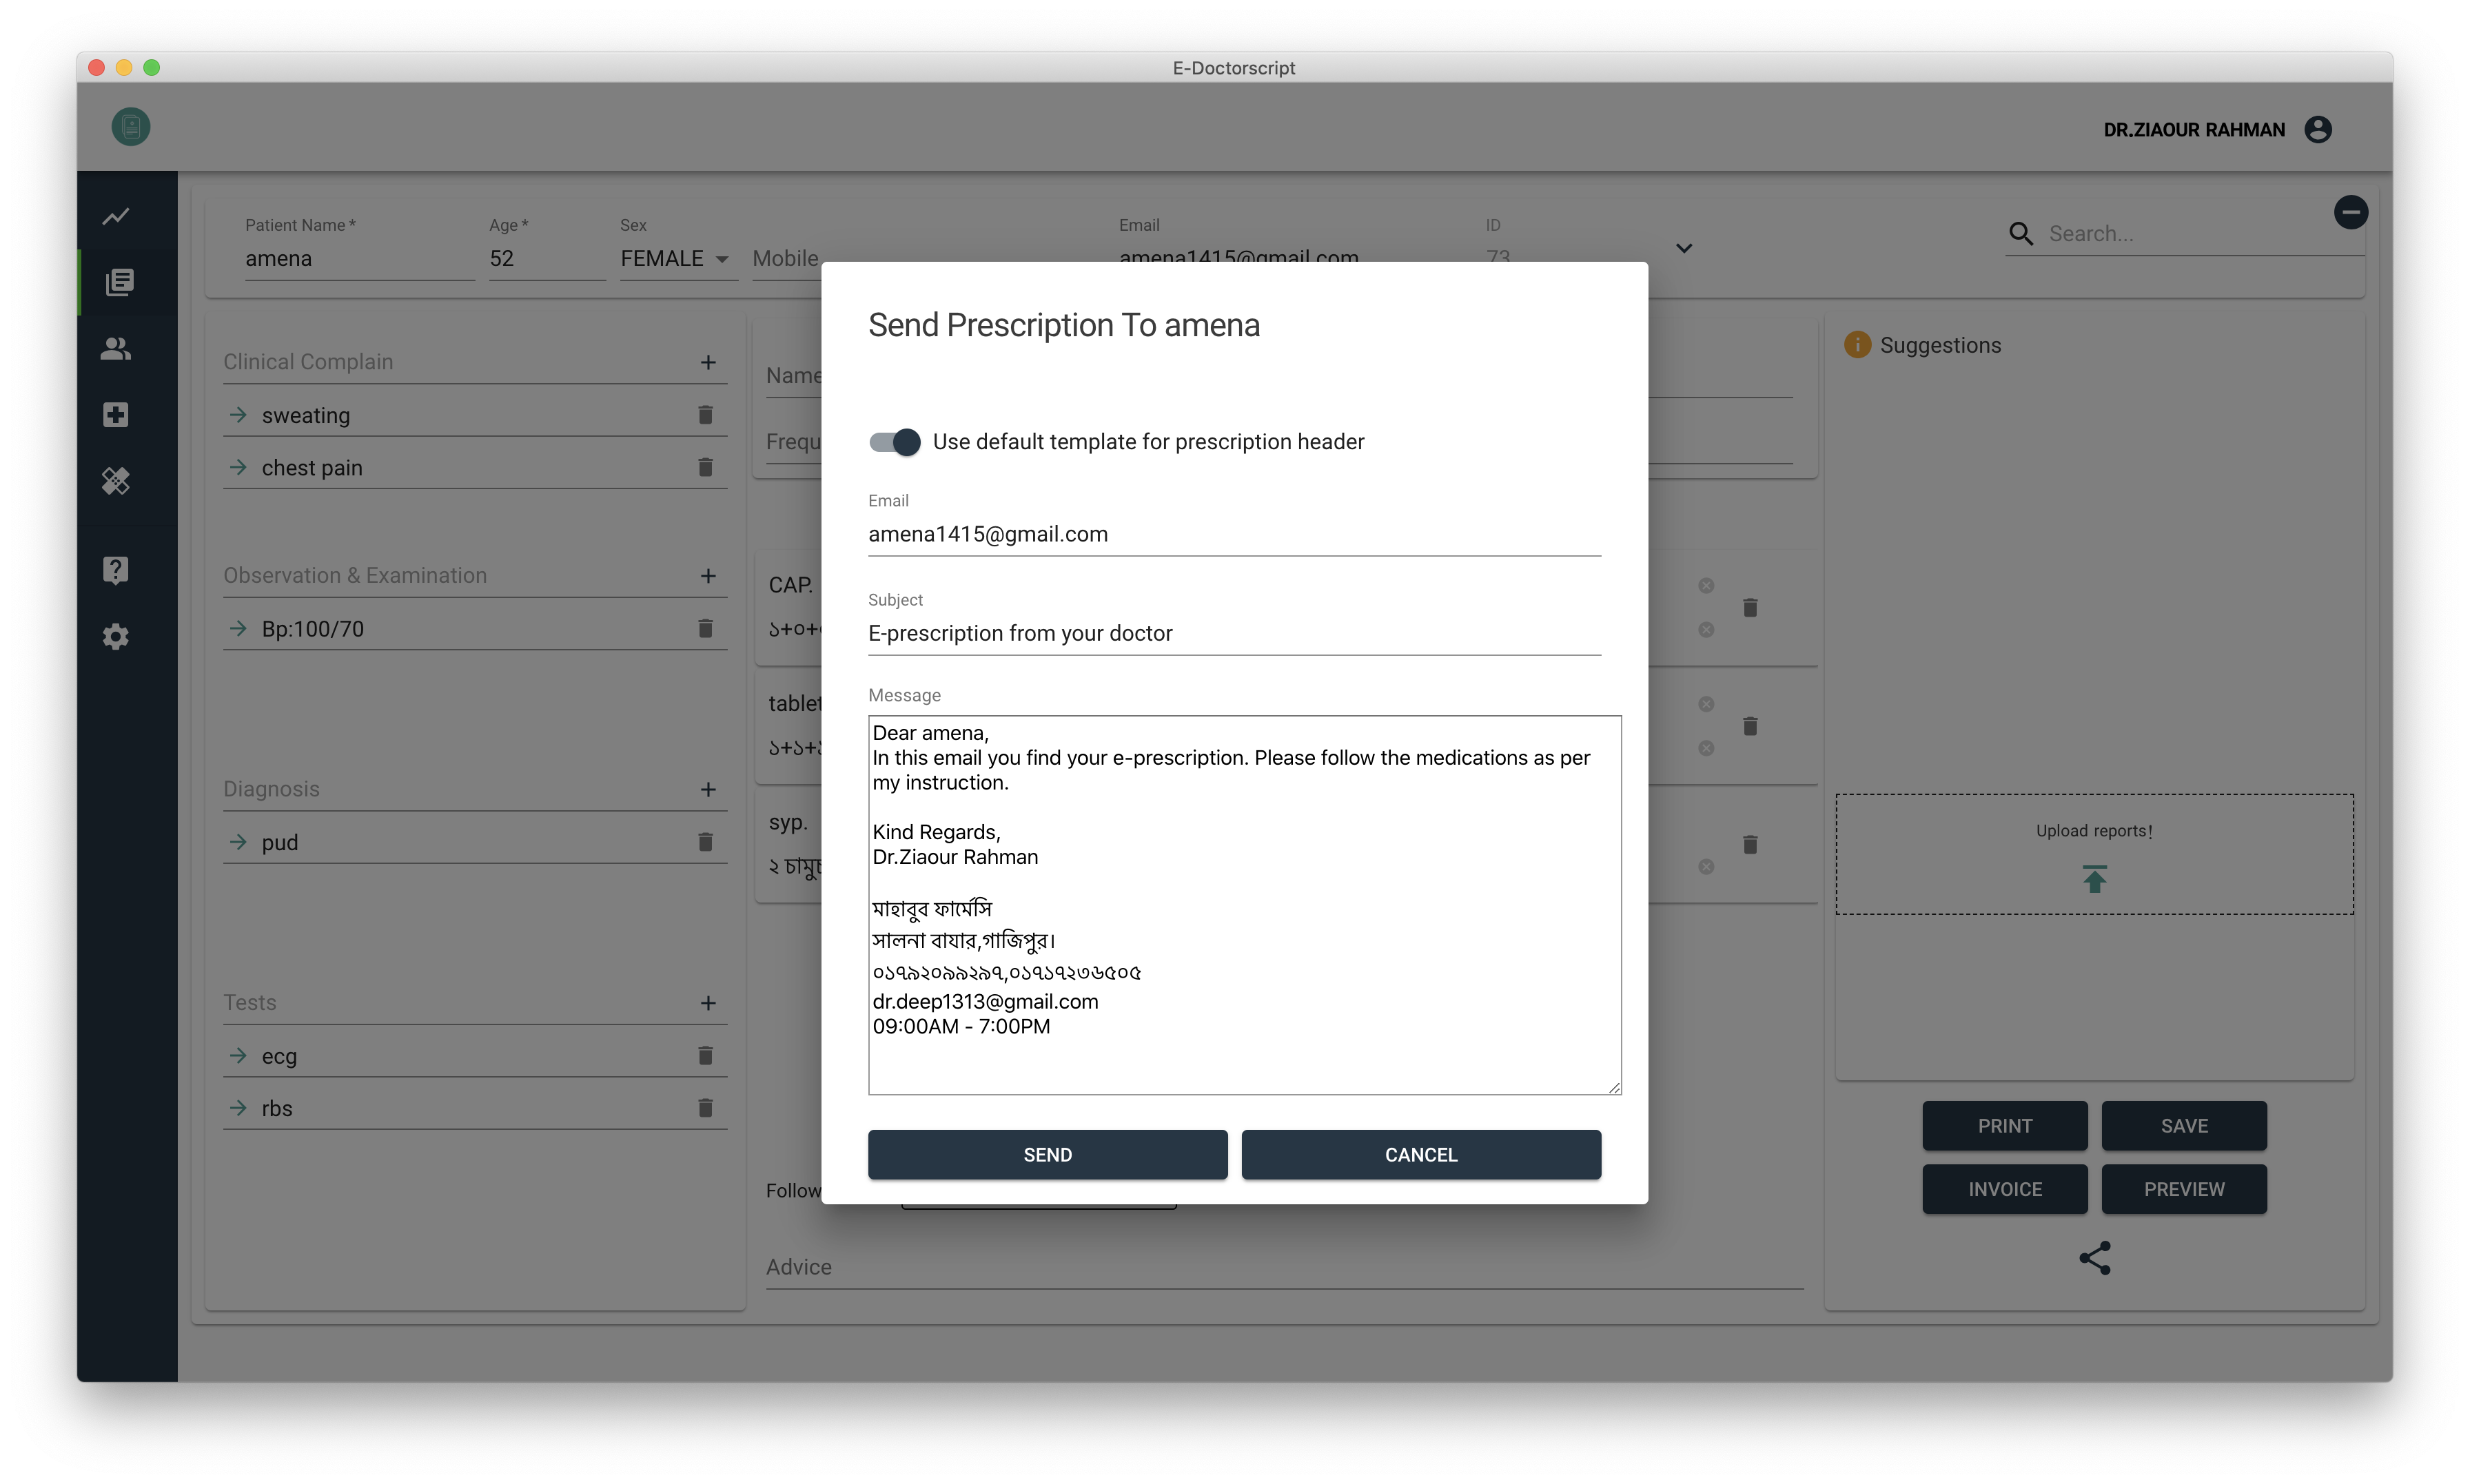 E-Doctorscript
DR.ZIAOUR RAHMAN
Patient Name *
Age *
Sex
Email
ID
amena
52
FEMALE
Mobile
amena1415@gmail.com
73
Search...
Clinical Complain
sweating
chest pain
Observation & Examination
Bp:100/70
Diagnosis
pud
Tests
ecg
rbs
Name
CAP.
১+০+
tablet
১+১+
syp.
২
Follow
Advice
Send Prescription To amena
Use default template for prescription header
Email
amena1415@gmail.com
Subject
E-prescription from your doctor
Message
Dear amena,
In this email you find your e-prescription. Please follow the medications as per
my instruction.
Kind Regards,
Dr.Ziaour Rahman
মাহাবুব ফার্মেসি
সালনা বাযার,গাজিপুর।
০১৭৯২০৯৯২৯৭,০১৭১৭২৩৬৫০৫
dr.deep1313@gmail.com
09:00AM - 7:00PM
SEND
CANCEL
Suggestions
Upload reports!
PRINT
SAVE
INVOICE
PREVIEW